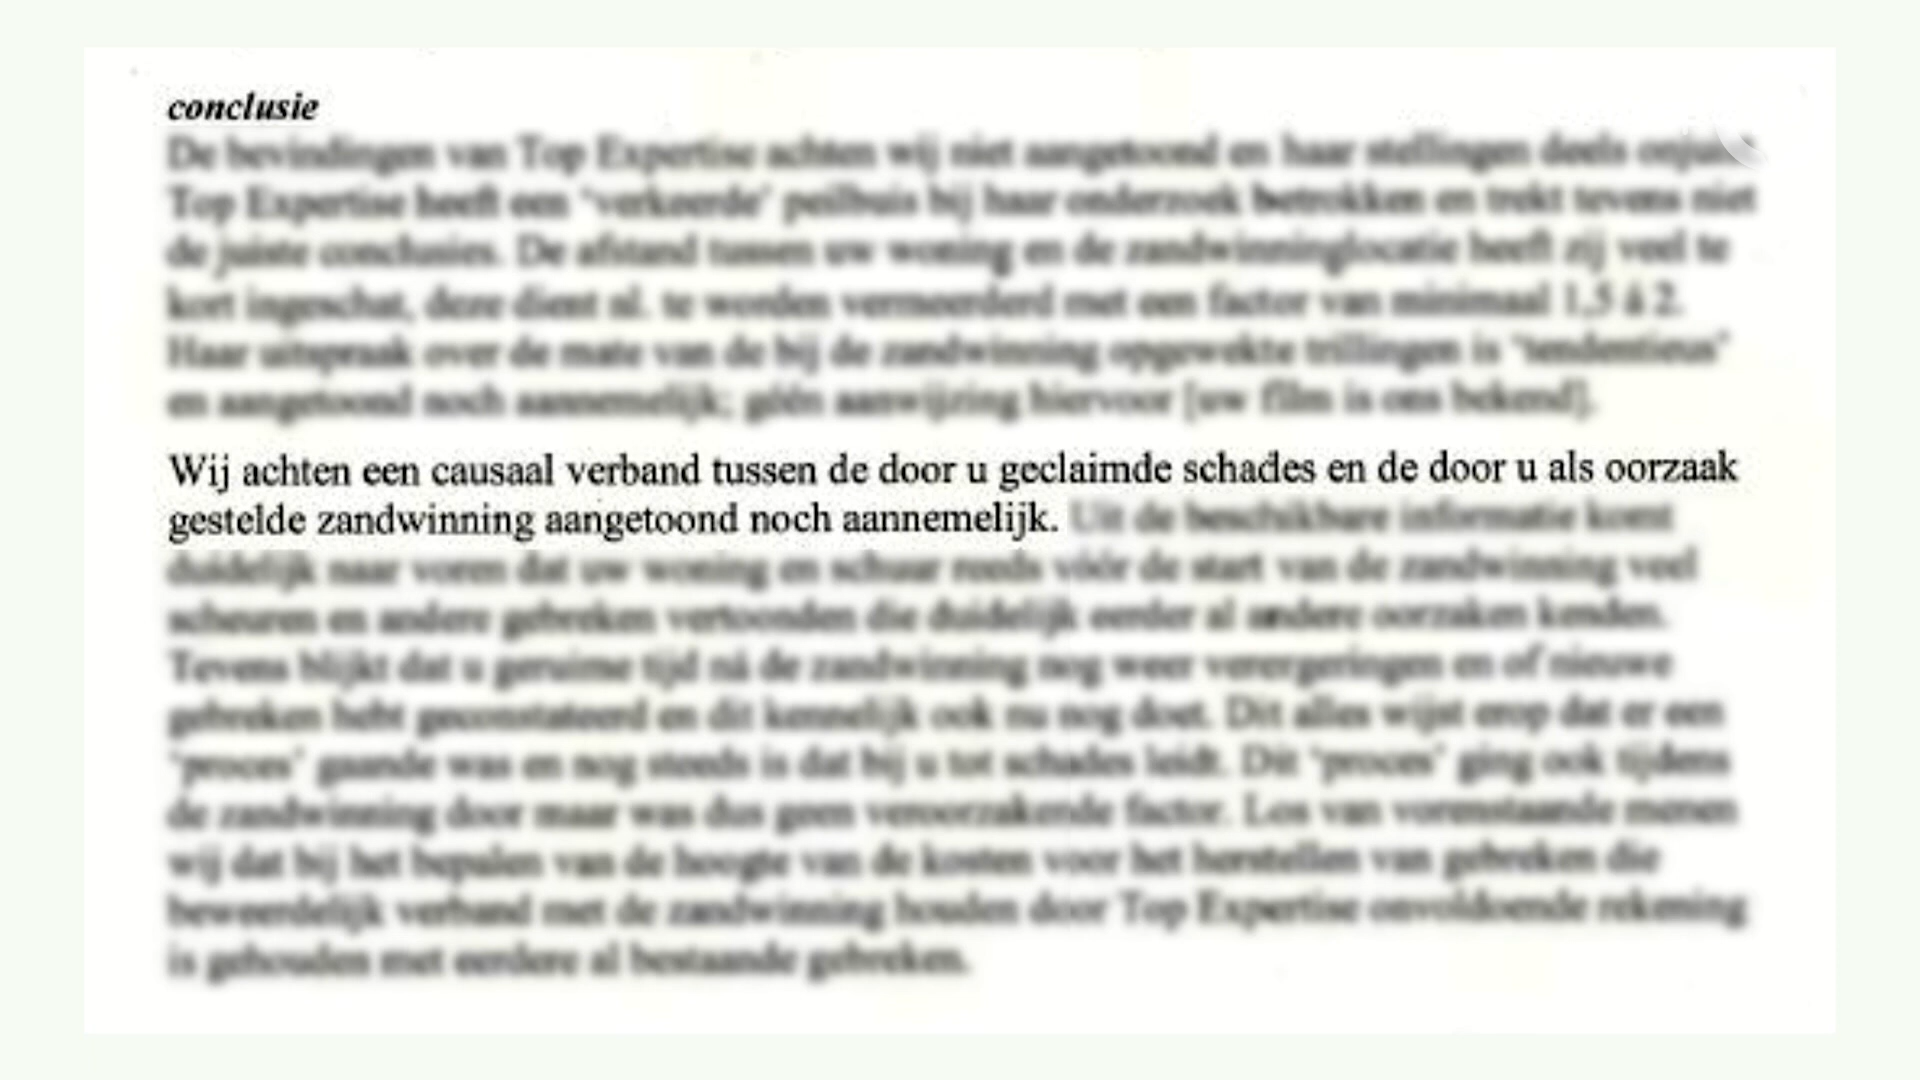 conclusie
De bevindingen van Top Expertise achten wij niet aangetoond en haar stellingen deels onjuist.
Top Expertise heeft een 'verkeerde' peilbuis bij haar onderzoek betrokken en trekt tevens niet
de juiste conclusies. De afstand tussen uw woning en de zandwinninglocatie heeft zij veel te
kort ingeschat, deze dient nl. te worden vermeerderd met een factor van minimaal 1,5 á 2.
Haar uitspraak over de mate van de bij de zandwinning opgewekte trillingen is 'tendentieus'
en aangetoond noch aannemelijk; géén aanwijzing hiervoor [uw film is ons bekend].
Wij achten een causaal verband tussen de door u geclaimde schades en de door u als oorzaak
gestelde zandwinning aangetoond noch aannemelijk. Uit de beschikbare informatie komt
duidelijk naar voren dat uw woning en schuur reeds vóór de start van de zandwinning veel
scheuren en andere gebreken vertoonden die duidelijk eerder al andere oorzaken kenden.
Tevens blijkt dat u geruime tijd ná de zandwinning nog weer verergeringen en of nieuwe
gebreken hebt geconstateerd en dit kennelijk ook nu nog doet. Dit alles wijst erop dat er een
'proces' gaande was en nog steeds is dat bij u tot schades leidt. Dit 'proces' ging ook tijdens
de zandwinning door maar was dus geen veroorzakende factor. Los van vorenstaande menen
wij dat bij het bepalen van de hoogte van de kosten voor het herstellen van gebreken die
beweerdelijk verband met de zandwinning houden door Top Expertise onvoldoende rekening
is gehouden met eerdere al bestaande gebreken.